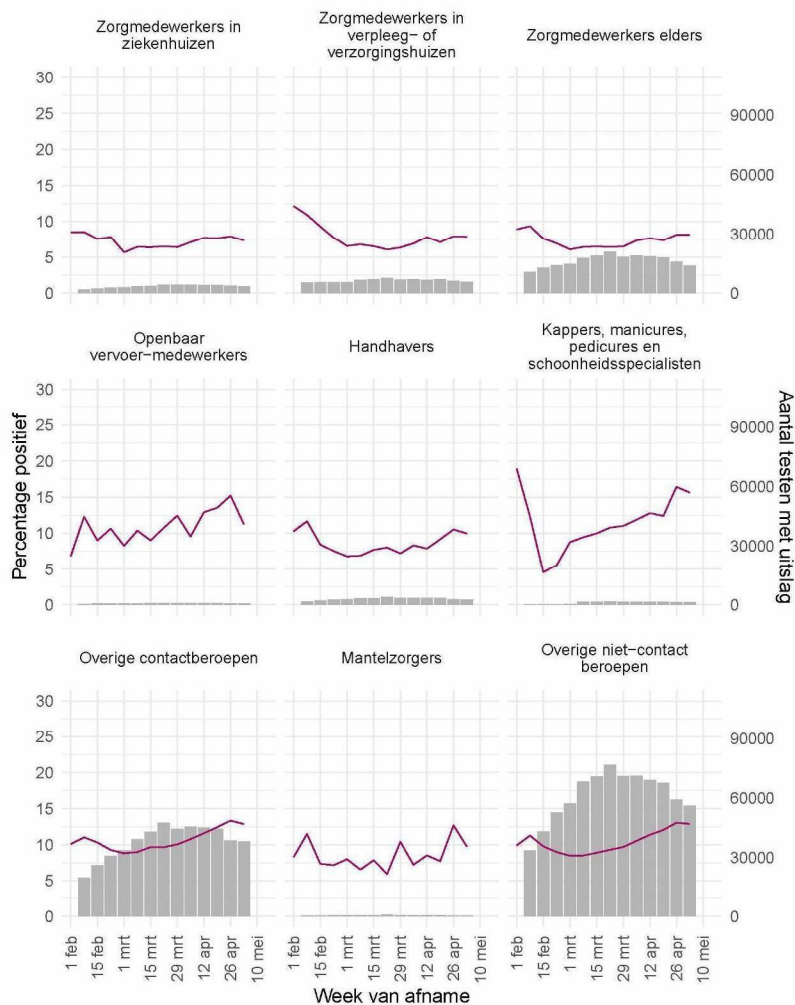 Zorgmedewerkers in
ziekenhuizen
Zorgmedewerkers in
verpleeg− of
verzorgingshuizen
Zorgmedewerkers elders
30
25
20
15
10
5
0
90000
60000
30000
0
Openbaar
vervoer−medewerkers
Handhavers
Kappers, manicures,
pedicures en
schoonheidsspecialisten
Percentage positief
30
25
20
15
10
5
0
90000
60000
30000
0
Aantal testen met uitslag
Overige contactberoepen
Mantelzorgers
Overige niet−contact
beroepen
30
25
20
15
10
5
0
90000
60000
30000
0
1 feb
15 feb
1 mrt
15 mrt
29 mrt
12 apr
26 apr
10 mei
1 feb
15 feb
1 mrt
15 mrt
29 mrt
12 apr
26 apr
10 mei
1 feb
15 feb
1 mrt
15 mrt
29 mrt
12 apr
26 apr
10 mei
Week van afname